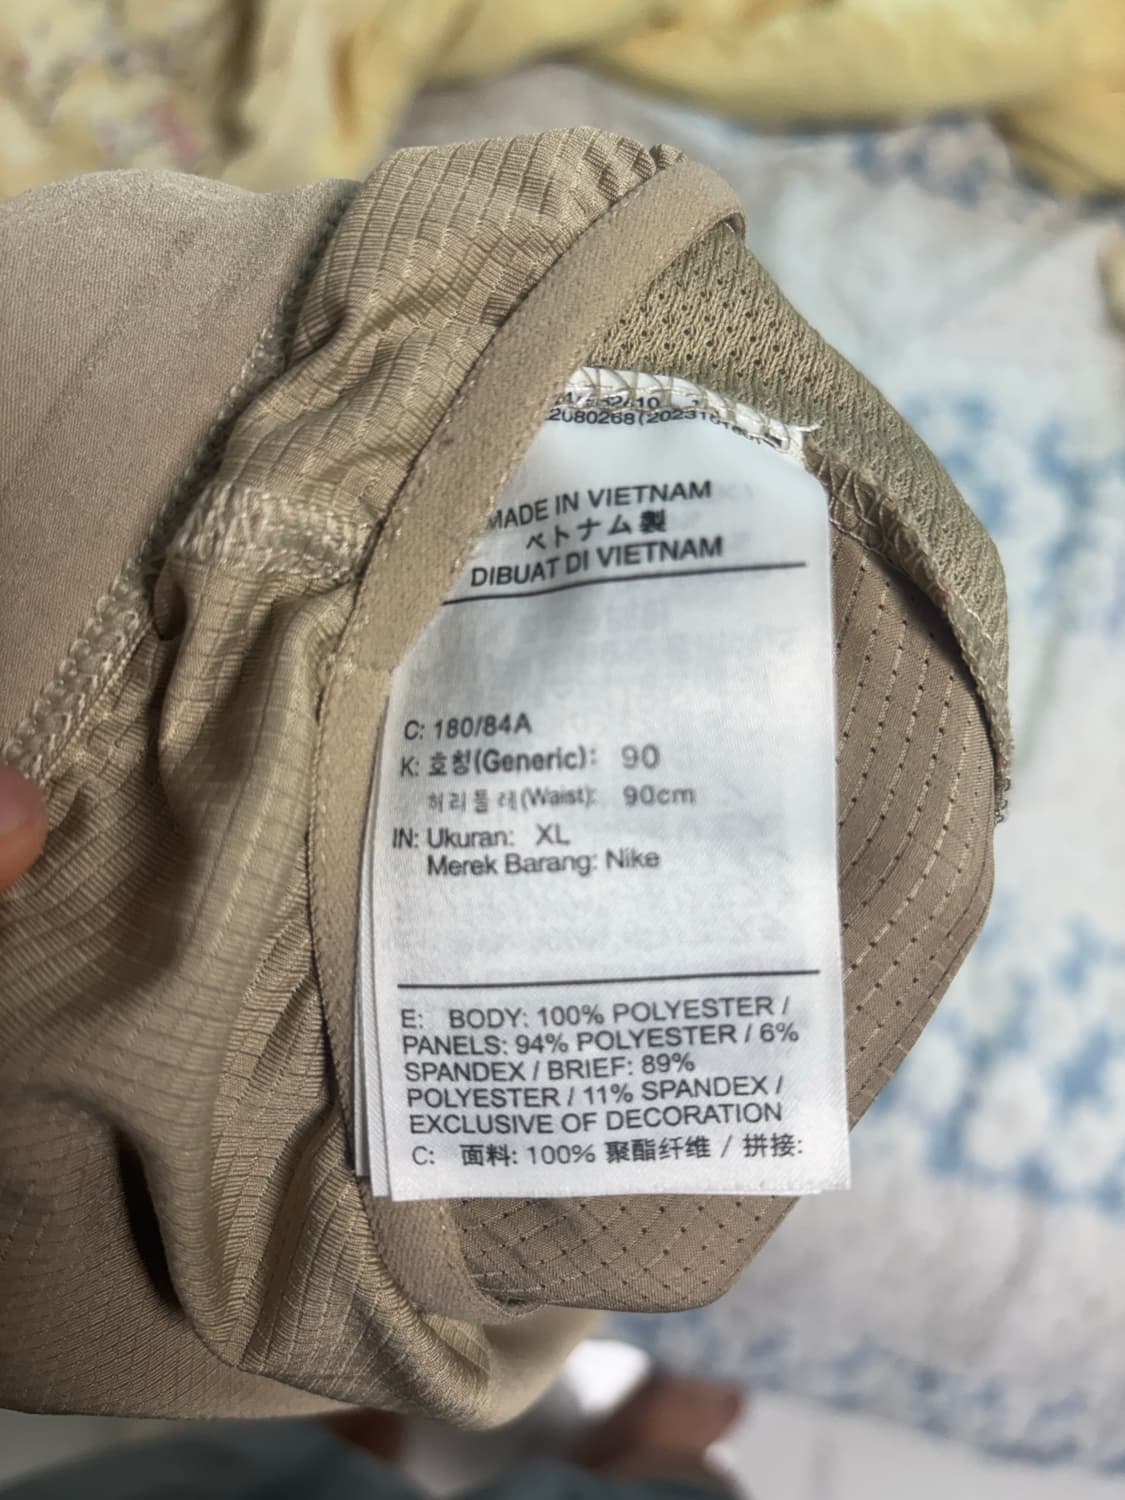 MADE IN VIETNAM
ベトナム製
DIBUAT DI VIETNAM
C: 180/84A
K: 호칭(Generic): 90
허리둘레(Waist): 90cm
IN: Ukuran: XL
Merek Barang: Nike
E: BODY: 100% POLYESTER /
PANELS: 94% POLYESTER / 6%
SPANDEX / BRIEF: 89%
POLYESTER / 11% SPANDEX /
EXCLUSIVE OF DECORATION
C: 面料: 100% 聚酯纤维 / 拼接: